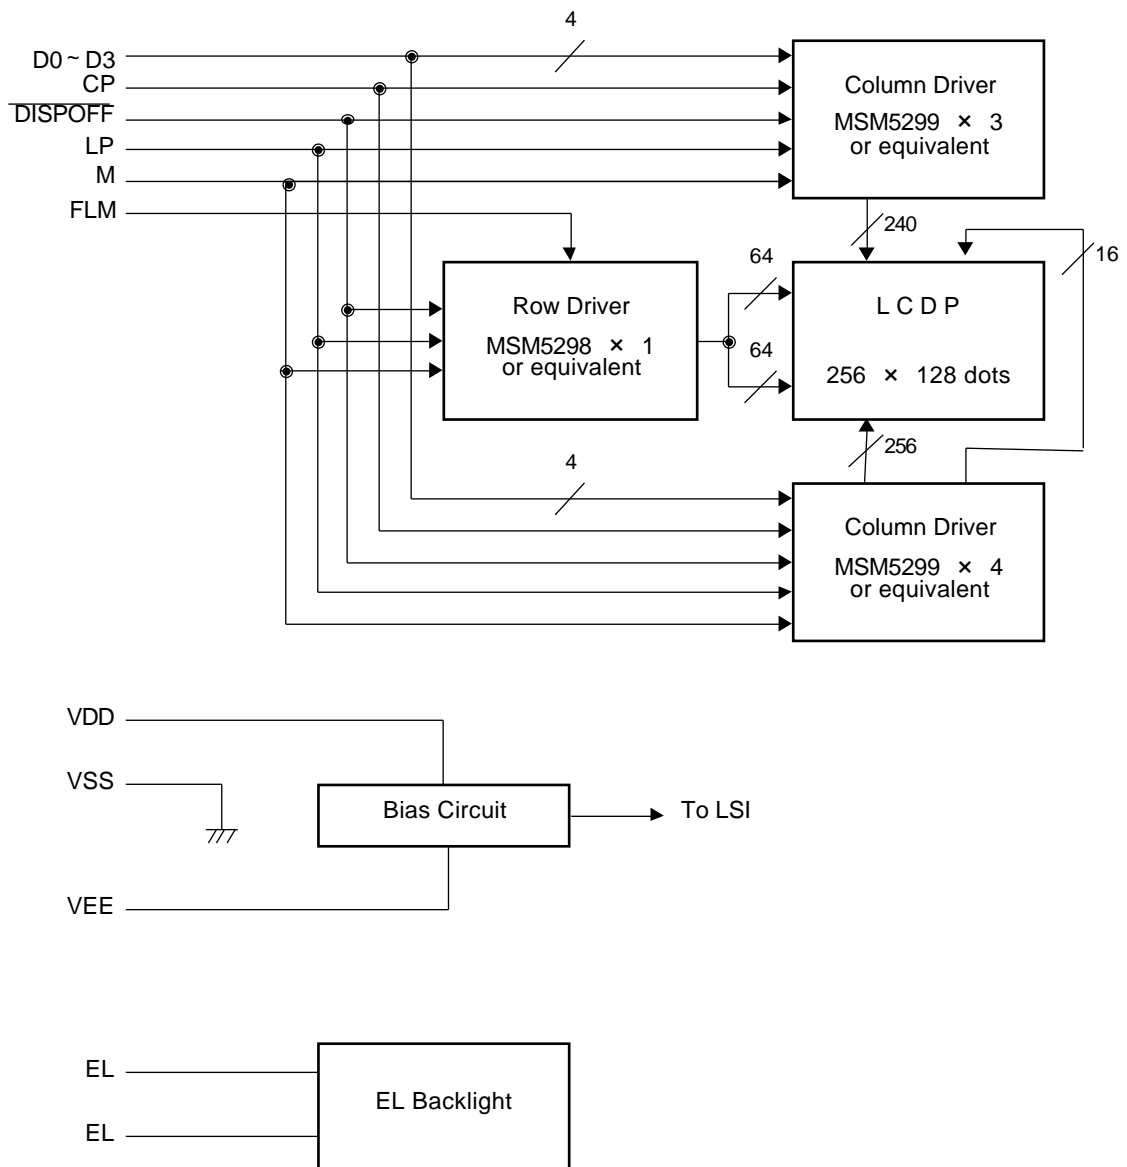 4
D0 ~ D3
CP
DISPOFF
LP
M
FLM
Column Driver
MSM5299 × 3
or equivalent
240
16
64
64
Row Driver
MSM5298 × 1
or equivalent
L C D P
256 × 128 dots
256
4
Column Driver
MSM5299 × 4
or equivalent
VDD
VSS
Bias Circuit
To LSI
VEE
EL
EL Backlight
EL